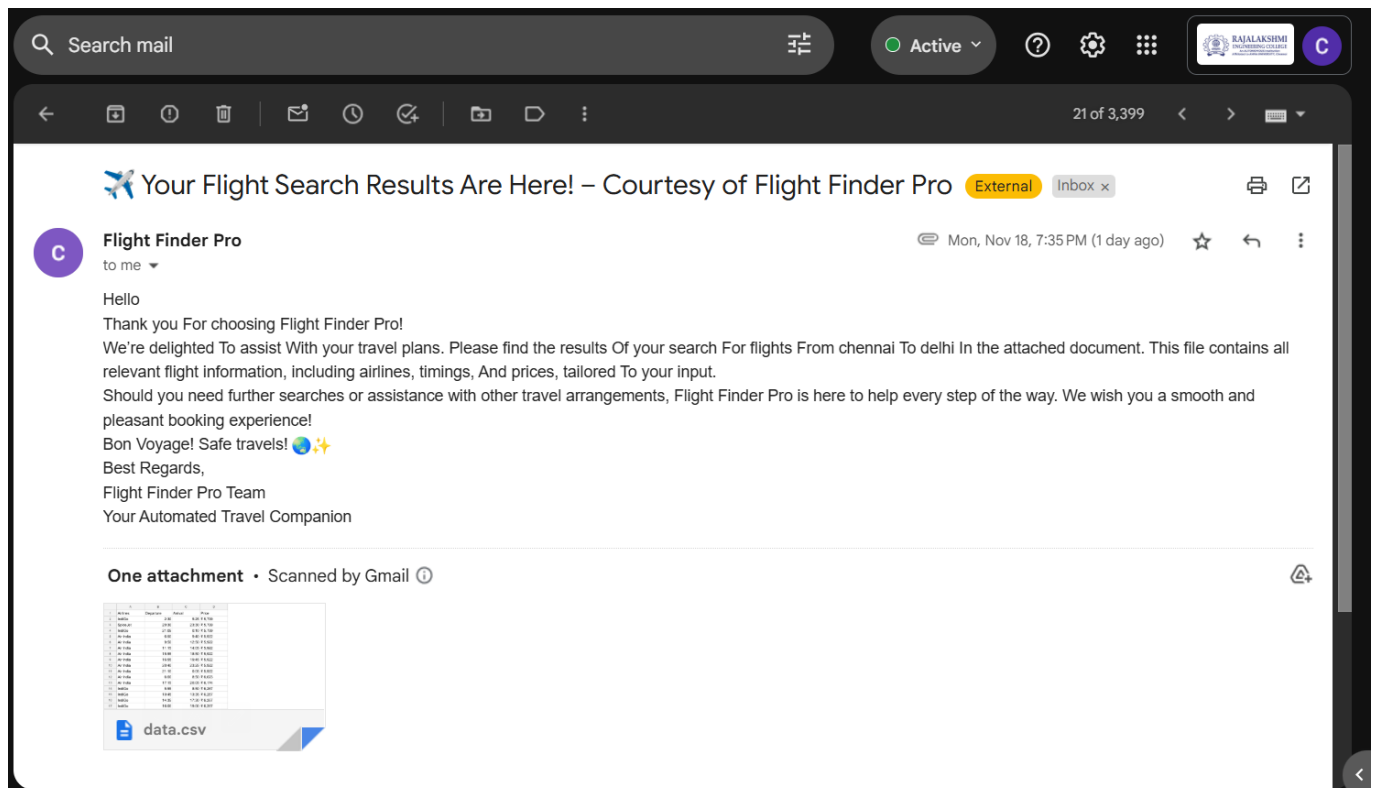 Search mail
Active
RAJALAKSHMI
ENGINEERING COLLEGE
C
21 of 3,399
✈️ Your Flight Search Results Are Here! – Courtesy of Flight Finder Pro External Inbox ×
C
Flight Finder Pro
Mon, Nov 18, 7:35 PM (1 day ago)
to me
Hello
Thank you For choosing Flight Finder Pro!
We’re delighted To assist With your travel plans. Please find the results Of your search For flights From chennai To delhi In the attached document. This file contains all
relevant flight information, including airlines, timings, And prices, tailored To your input.
Should you need further searches or assistance with other travel arrangements, Flight Finder Pro is here to help every step of the way. We wish you a smooth and
pleasant booking experience!
Bon Voyage! Safe travels! 🌏✨
Best Regards,
Flight Finder Pro Team
Your Automated Travel Companion
One attachment • Scanned by Gmail
data.csv